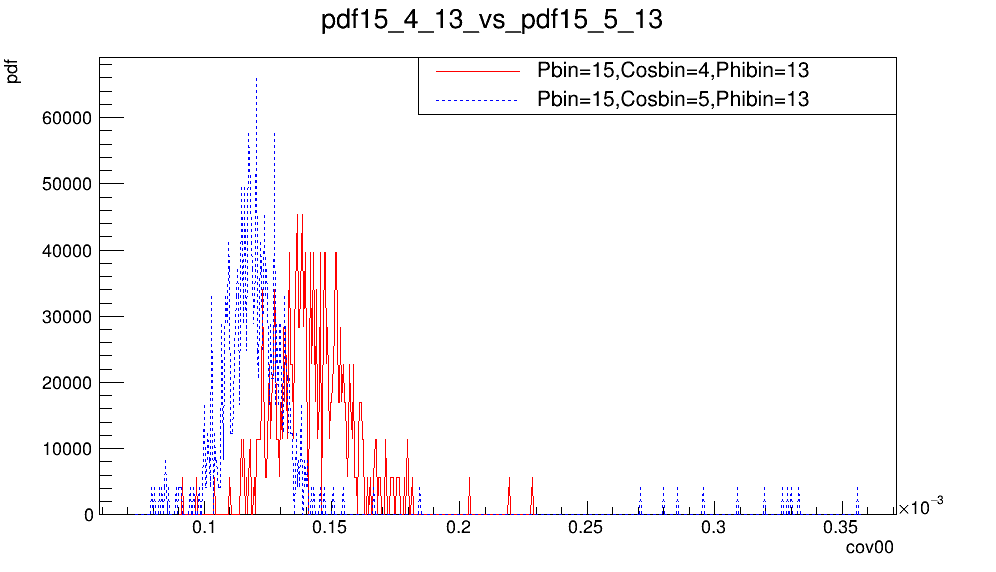 pdf15_4_13_vs_pdf15_5_13
pdf
Pbin=15,Cosbin=4,Phibin=13
Pbin=15,Cosbin=5,Phibin=13
60000
50000
40000
30000
20000
10000
0
0.1 0.15 0.2 0.25 0.3 0.35 ×10⁻³
cov00